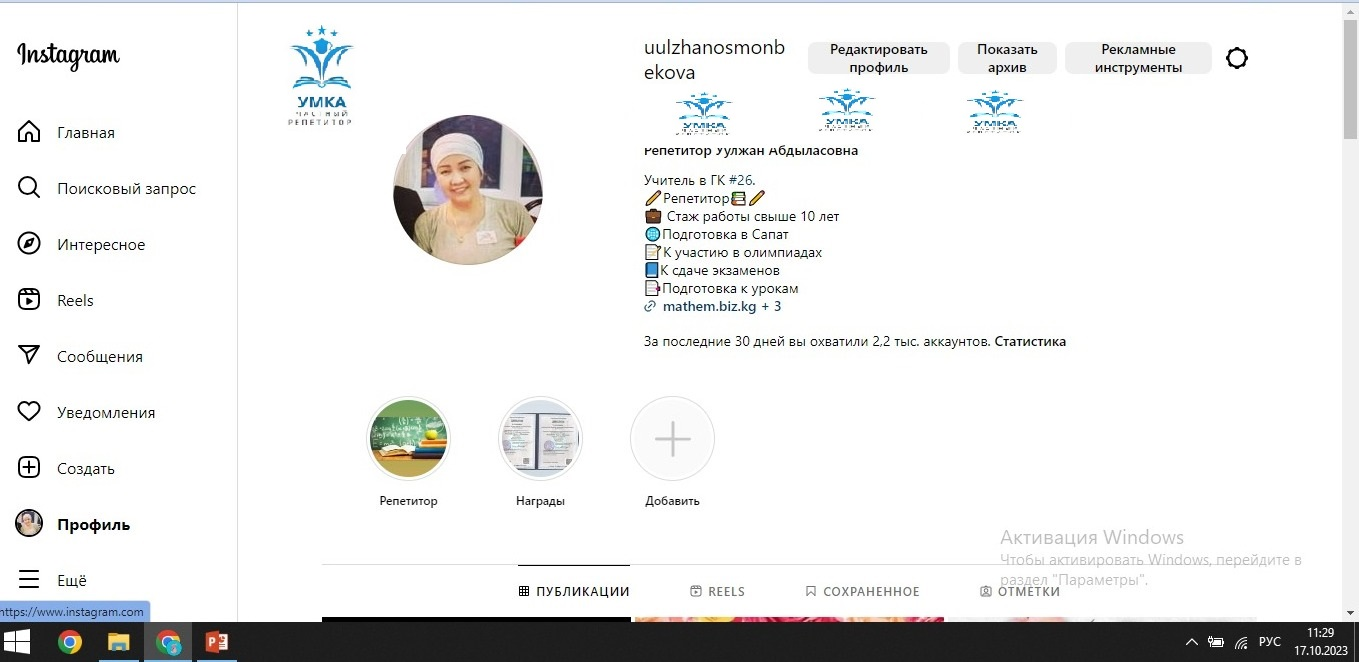 Instagram
Главная
Поисковый запрос
Интересное
Reels
Сообщения
Уведомления
Создать
Профиль
Ещё
https://www.instagram.com
УМКА
ЧАСТНЫЙ
РЕПЕТИТОР
uulzhanosmonb
ekova
Редактировать
профиль
Показать
архив
Рекламные
инструменты
УМКА
УМКА
УМКА
Репетитор Уулжан Абдыласовна
Учитель в ГК #26.
Репетитор
Стаж работы свыше 10 лет
Подготовка в Сапат
К участию в олимпиадах
К сдаче экзаменов
Подготовка к урокам
mathem.biz.kg + 3
За последние 30 дней вы охватили 2,2 тыс. аккаунтов. Статистика
Репетитор
Награды
Добавить
Активация Windows
Чтобы активировать Windows, перейдите в
раздел "Параметры".
ПУБЛИКАЦИИ
REELS
СОХРАНЕННОЕ
ОТМЕТКИ
РУС
11:29
17.10.2023